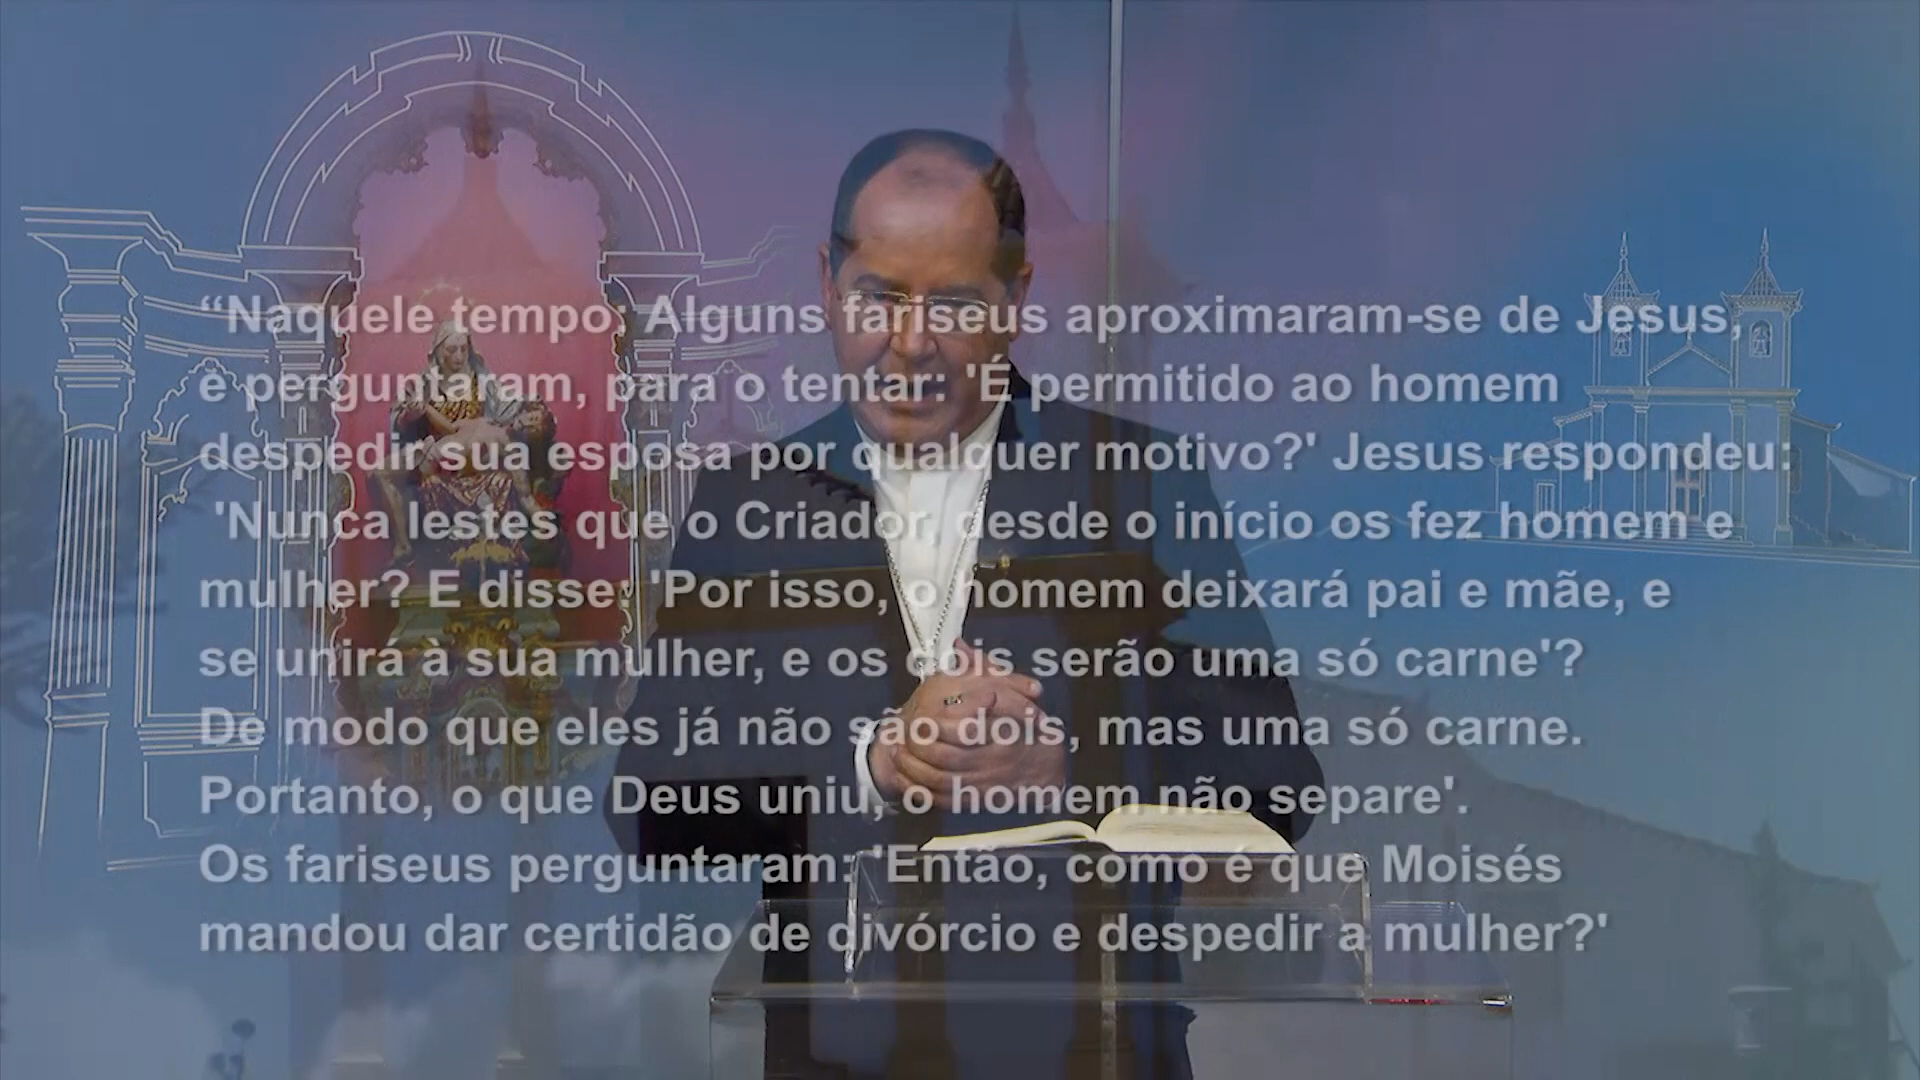 “Naquele tempo: Alguns fariseus aproximaram-se de Jesus,
e perguntaram, para o tentar: 'É permitido ao homem
despedir sua esposa por qualquer motivo?' Jesus respondeu:
'Nunca lestes que o Criador, desde o início os fez homem e
mulher? E disse: 'Por isso, o homem deixará pai e mãe, e
se unirá à sua mulher, e os dois serão uma só carne'?
De modo que eles já não são dois, mas uma só carne.
Portanto, o que Deus uniu, o homem não separe'.
Os fariseus perguntaram: 'Então, como é que Moisés
mandou dar certidão de divórcio e despedir a mulher?'